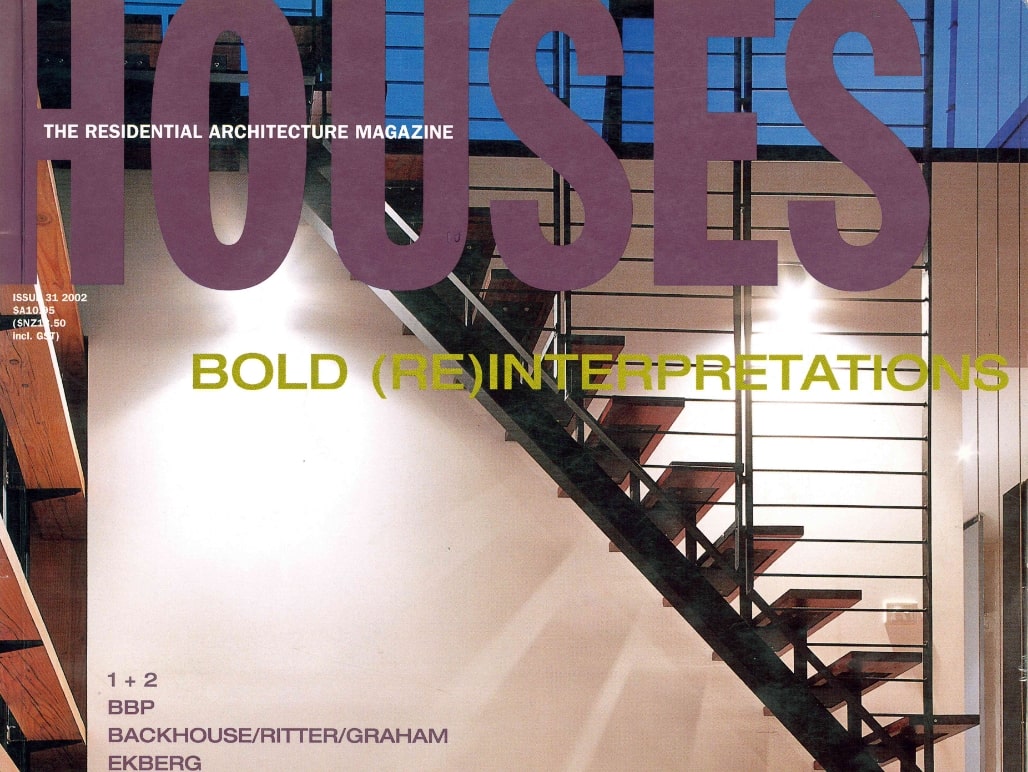 HOUSES
THE RESIDENTIAL ARCHITECTURE MAGAZINE
ISSUE 31 2002
incl. GST)
BOLD (RE)INTERPRETATIONS
1 + 2
BBP
BACKHOUSE/RITTER/GRAHAM
EKBERG